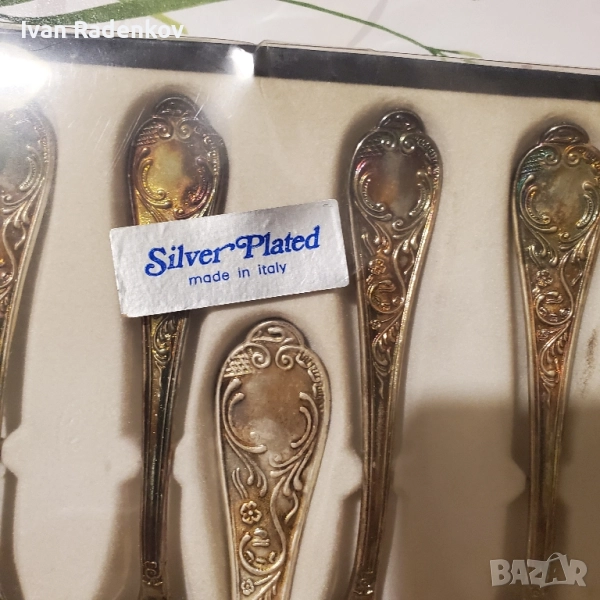 Ivan Radenkov
Silver Plated
made in italy
BAZAR